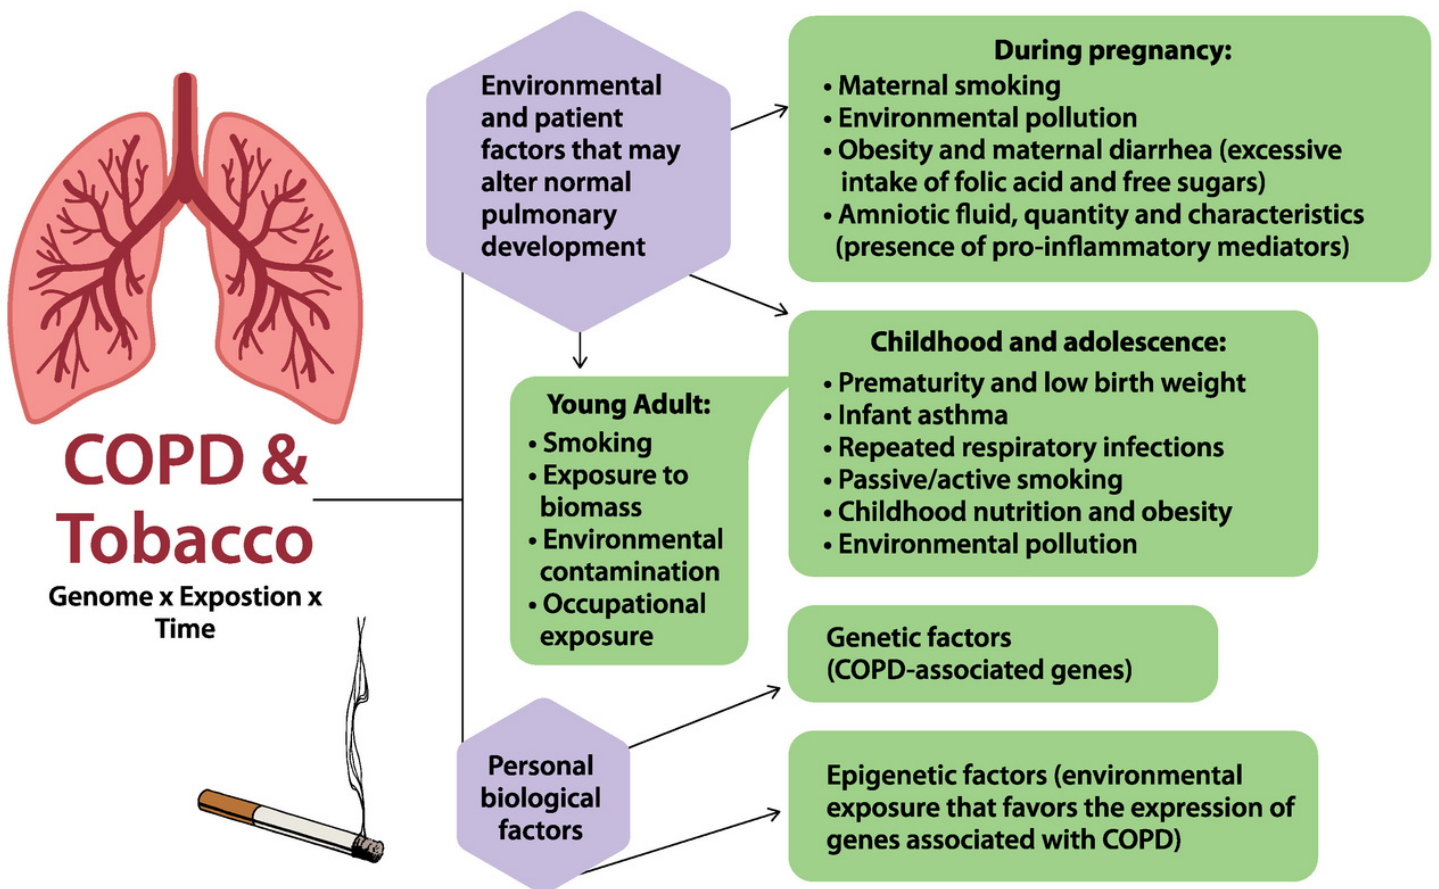 COPD &
Tobacco
Genome x Expostion x
Time
Environmental
and patient
factors that may
alter normal
pulmonary
development
During pregnancy:
• Maternal smoking
• Environmental pollution
• Obesity and maternal diarrhea (excessive
intake of folic acid and free sugars)
• Amniotic fluid, quantity and characteristics
(presence of pro-inflammatory mediators)
Childhood and adolescence:
• Prematurity and low birth weight
• Infant asthma
• Repeated respiratory infections
• Passive/active smoking
• Childhood nutrition and obesity
• Environmental pollution
Young Adult:
• Smoking
• Exposure to
biomass
• Environmental
contamination
• Occupational
exposure
Personal
biological
factors
Genetic factors
(COPD-associated genes)
Epigenetic factors (environmental
exposure that favors the expression of
genes associated with COPD)